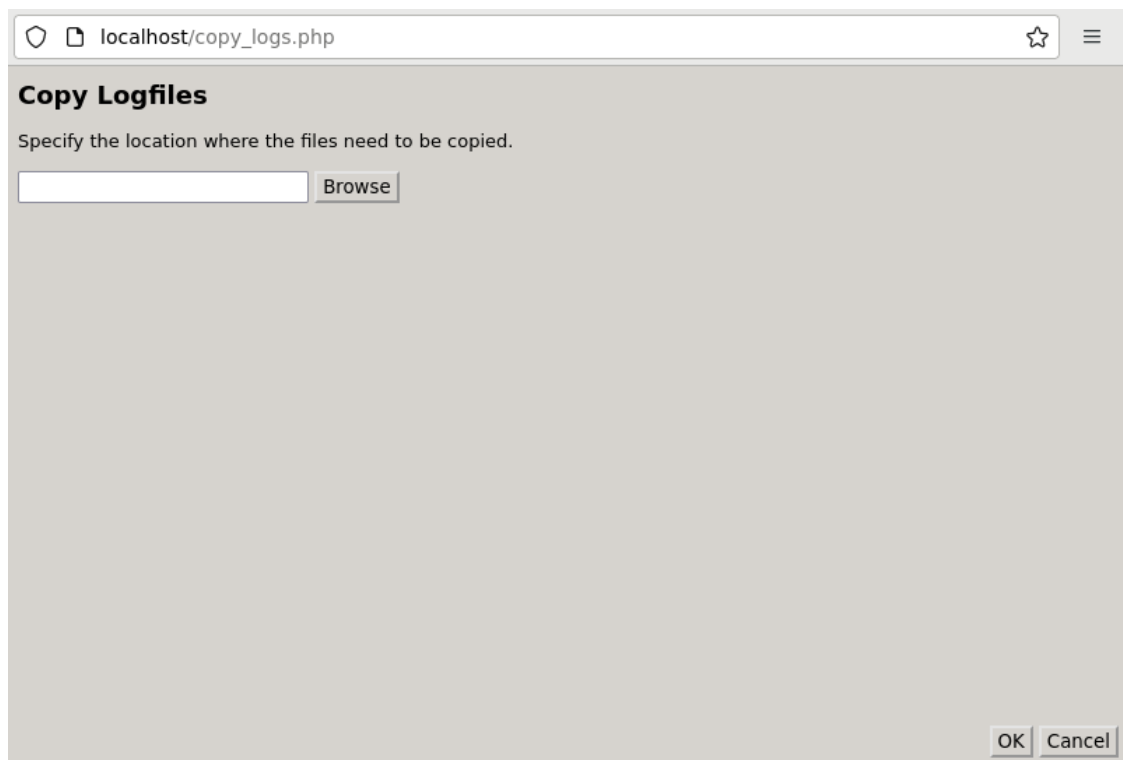 localhost/copy_logs.php
Copy Logfiles
Specify the location where the files need to be copied.
Browse
OK Cancel